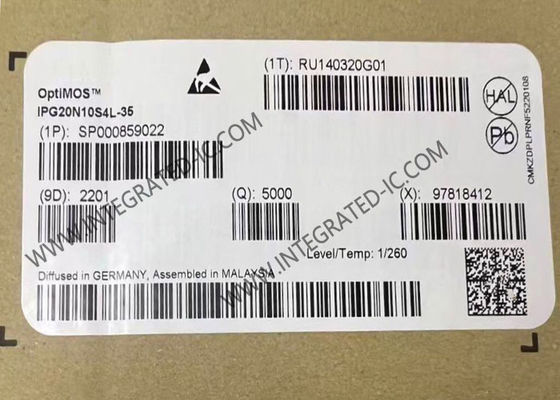 OptiMOS™
IPG20N10S4L-35
(1P): SP000859022
(1T): RU140320G01
HAL
Pb
CMKZDPLPRNF5220108
(9D): 2201
(Q): 5000
(X): 97818412
Level/Temp: 1/260
Diffused in GERMANY, Assembled in MALAYSIA
WWW.INTEGRATED-IC.COM
WWW.INTEGRATED-IC.COM